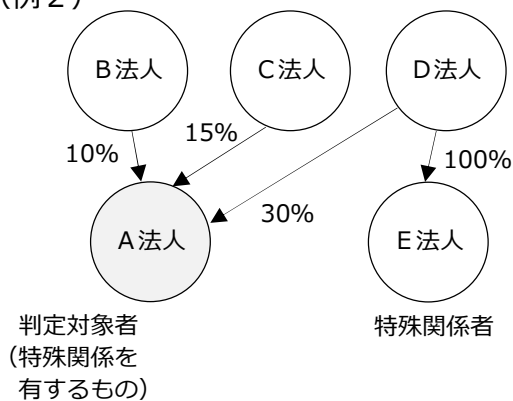 （例２）
Ｂ法人
Ｃ法人
Ｄ法人
10%
15%
30%
100%
Ａ法人
Ｅ法人
判定対象者
（特殊関係を
有するもの）
特殊関係者